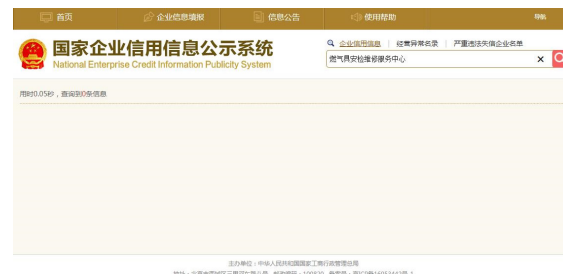 首页 企业信息填报 信息公告 使用帮助 导航
国家企业信用信息公示系统
National Enterprise Credit Information Publicity System
企业信用信息 | 经营异常名录 | 严重违法失信企业名单
燃气具安检维修服务中心
用时0.05秒，查询到0条信息
主办单位：中华人民共和国国家工商行政管理总局